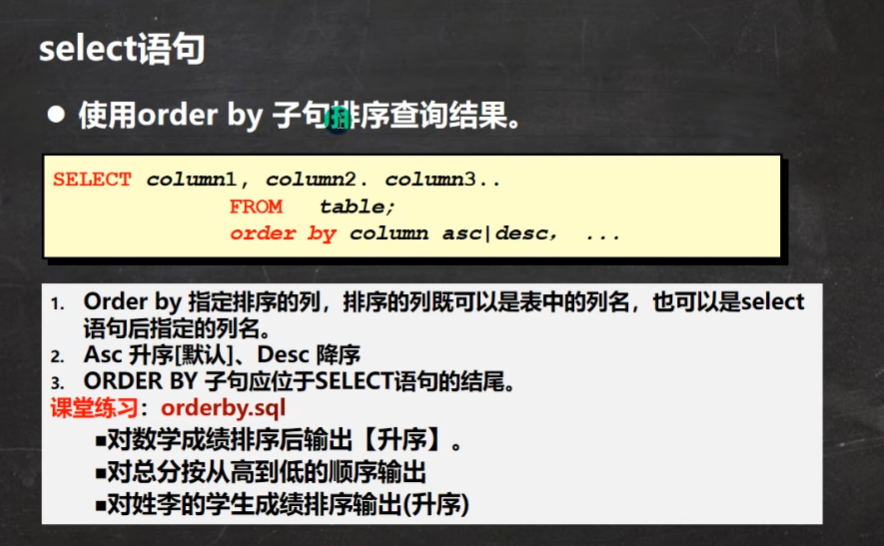 select语句
● 使用order by 子句排序查询结果。
SELECT column1, column2. column3..
FROM table;
order by column asc|desc， ...
1. Order by 指定排序的列，排序的列既可以是表中的列名，也可以是select
语句后指定的列名。
2. Asc 升序[默认]、Desc 降序
3. ORDER BY 子句应位于SELECT语句的结尾。
课堂练习：orderby.sql
■对数学成绩排序后输出【升序】。
■对总分按从高到低的顺序输出
■对姓李的学生成绩排序输出(升序)